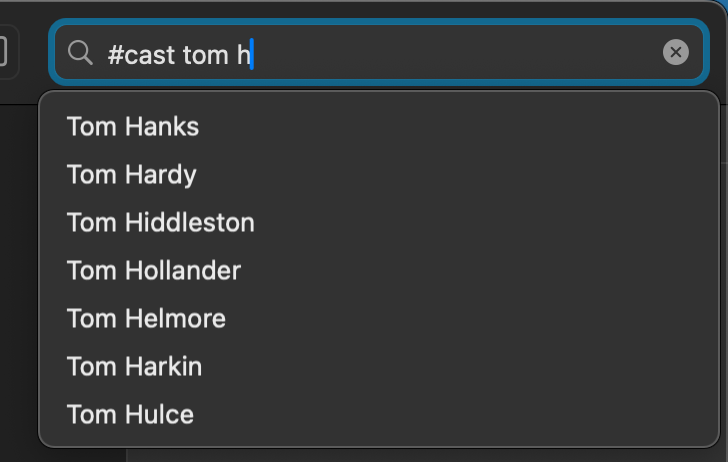 #cast tom h
Tom Hanks
Tom Hardy
Tom Hiddleston
Tom Hollander
Tom Helmore
Tom Harkin
Tom Hulce